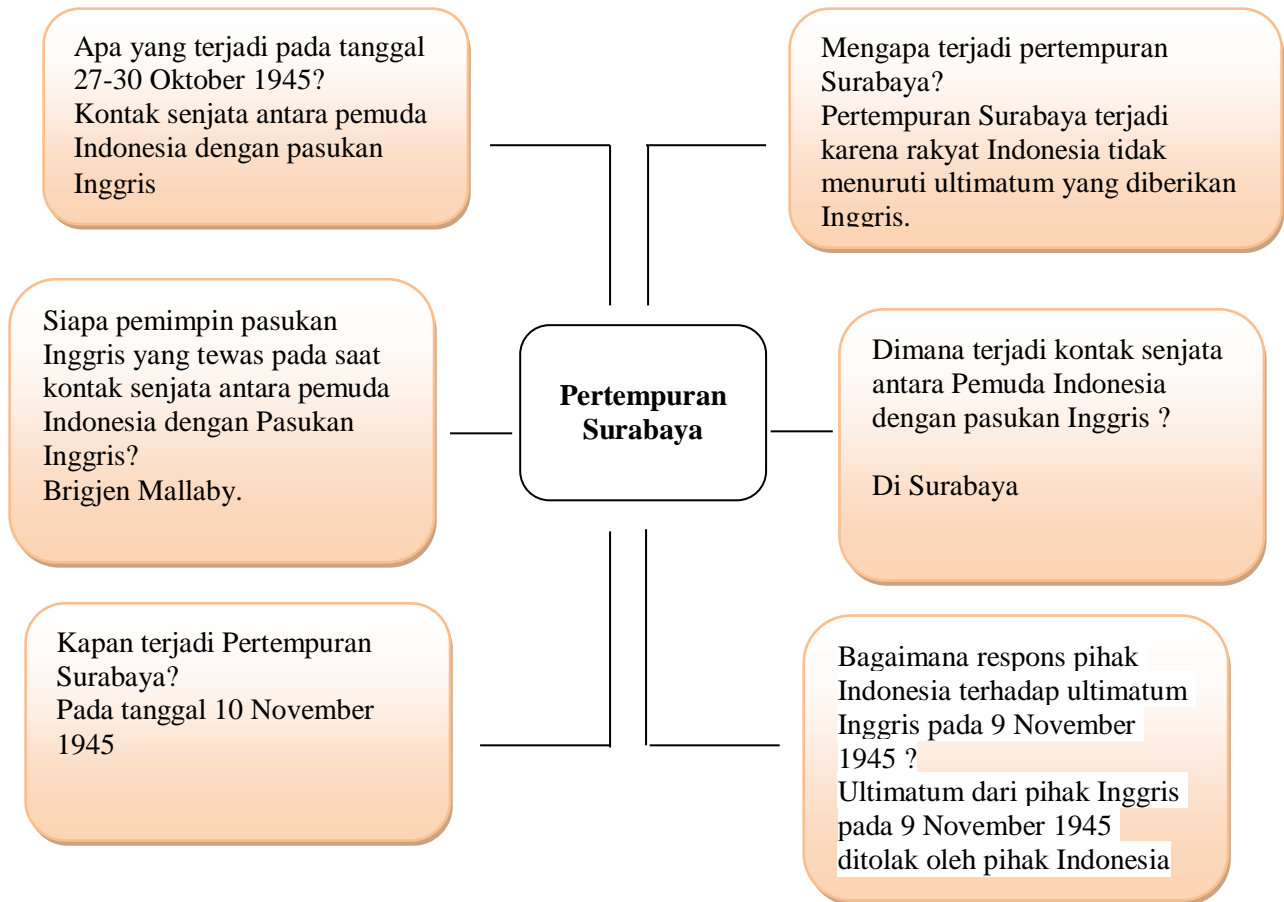 Apa yang terjadi pada tanggal
27-30 Oktober 1945?
Kontak senjata antara pemuda
Indonesia dengan pasukan
Inggris
Mengapa terjadi pertempuran
Surabaya?
Pertempuran Surabaya terjadi
karena rakyat Indonesia tidak
menuruti ultimatum yang diberikan
Inggris.
Siapa pemimpin pasukan
Inggris yang tewas pada saat
kontak senjata antara pemuda
Indonesia dengan Pasukan
Inggris?
Brigjen Mallaby.
Pertempuran
Surabaya
Dimana terjadi kontak senjata
antara Pemuda Indonesia
dengan pasukan Inggris ?
Di Surabaya
Kapan terjadi Pertempuran
Surabaya?
Pada tanggal 10 November
1945
Bagaimana respons pihak
Indonesia terhadap ultimatum
Inggris pada 9 November
1945 ?
Ultimatum dari pihak Inggris
pada 9 November 1945
ditolak oleh pihak Indonesia